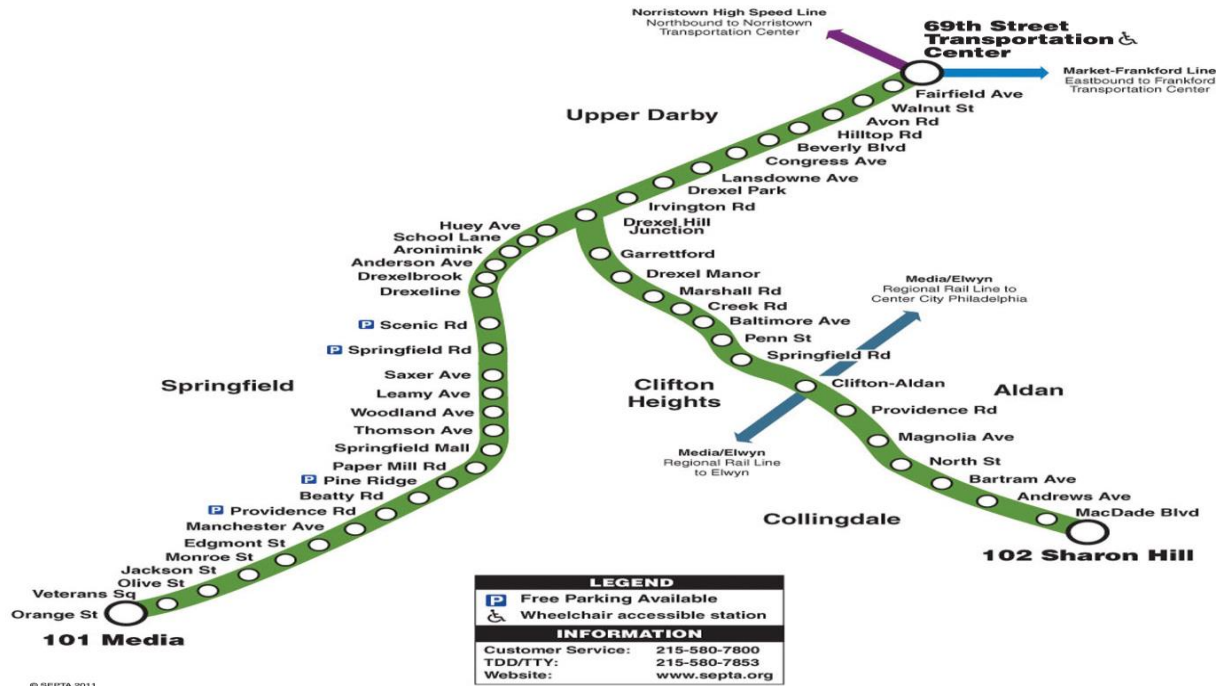 Norristown High Speed Line
Northbound to Norristown
Transportation Center
69th Street
Transportation
Center
Market-Frankford Line
Eastbound to Frankford
Transportation Center
Fairfield Ave
Walnut St
Avon Rd
Hilltop Rd
Beverly Blvd
Congress Ave
Lansdowne Ave
Drexel Park
Irvington Rd
Drexel Hill
Junction
Upper Darby
Huey Ave
School Lane
Aronimink
Anderson Ave
Drexelbrook
Drexeline
P Scenic Rd
P Springfield Rd
Saxer Ave
Leamy Ave
Woodland Ave
Thomson Ave
Springfield Mall
Paper Mill Rd
P Pine Ridge
Beatty Rd
P Providence Rd
Manchester Ave
Edgmont St
Monroe St
Jackson St
Olive St
Veterans Sq
Orange St
101 Media
Springfield
Garrettford
Drexel Manor
Marshall Rd
Creek Rd
Baltimore Ave
Penn St
Springfield Rd
Clifton-Aldan
Providence Rd
Magnolia Ave
North St
Bartram Ave
Andrews Ave
MacDade Blvd
102 Sharon Hill
Media/Elwyn
Regional Rail Line to
Center City Philadelphia
Clifton
Heights
Aldan
Media/Elwyn
Regional Rail Line
to Elwyn
Collingdale
LEGEND
P Free Parking Available
Wheelchair accessible station
INFORMATION
Customer Service: 215-580-7800
TDD/TTY: 215-580-7853
Website: www.septa.org
© SEPTA 2011